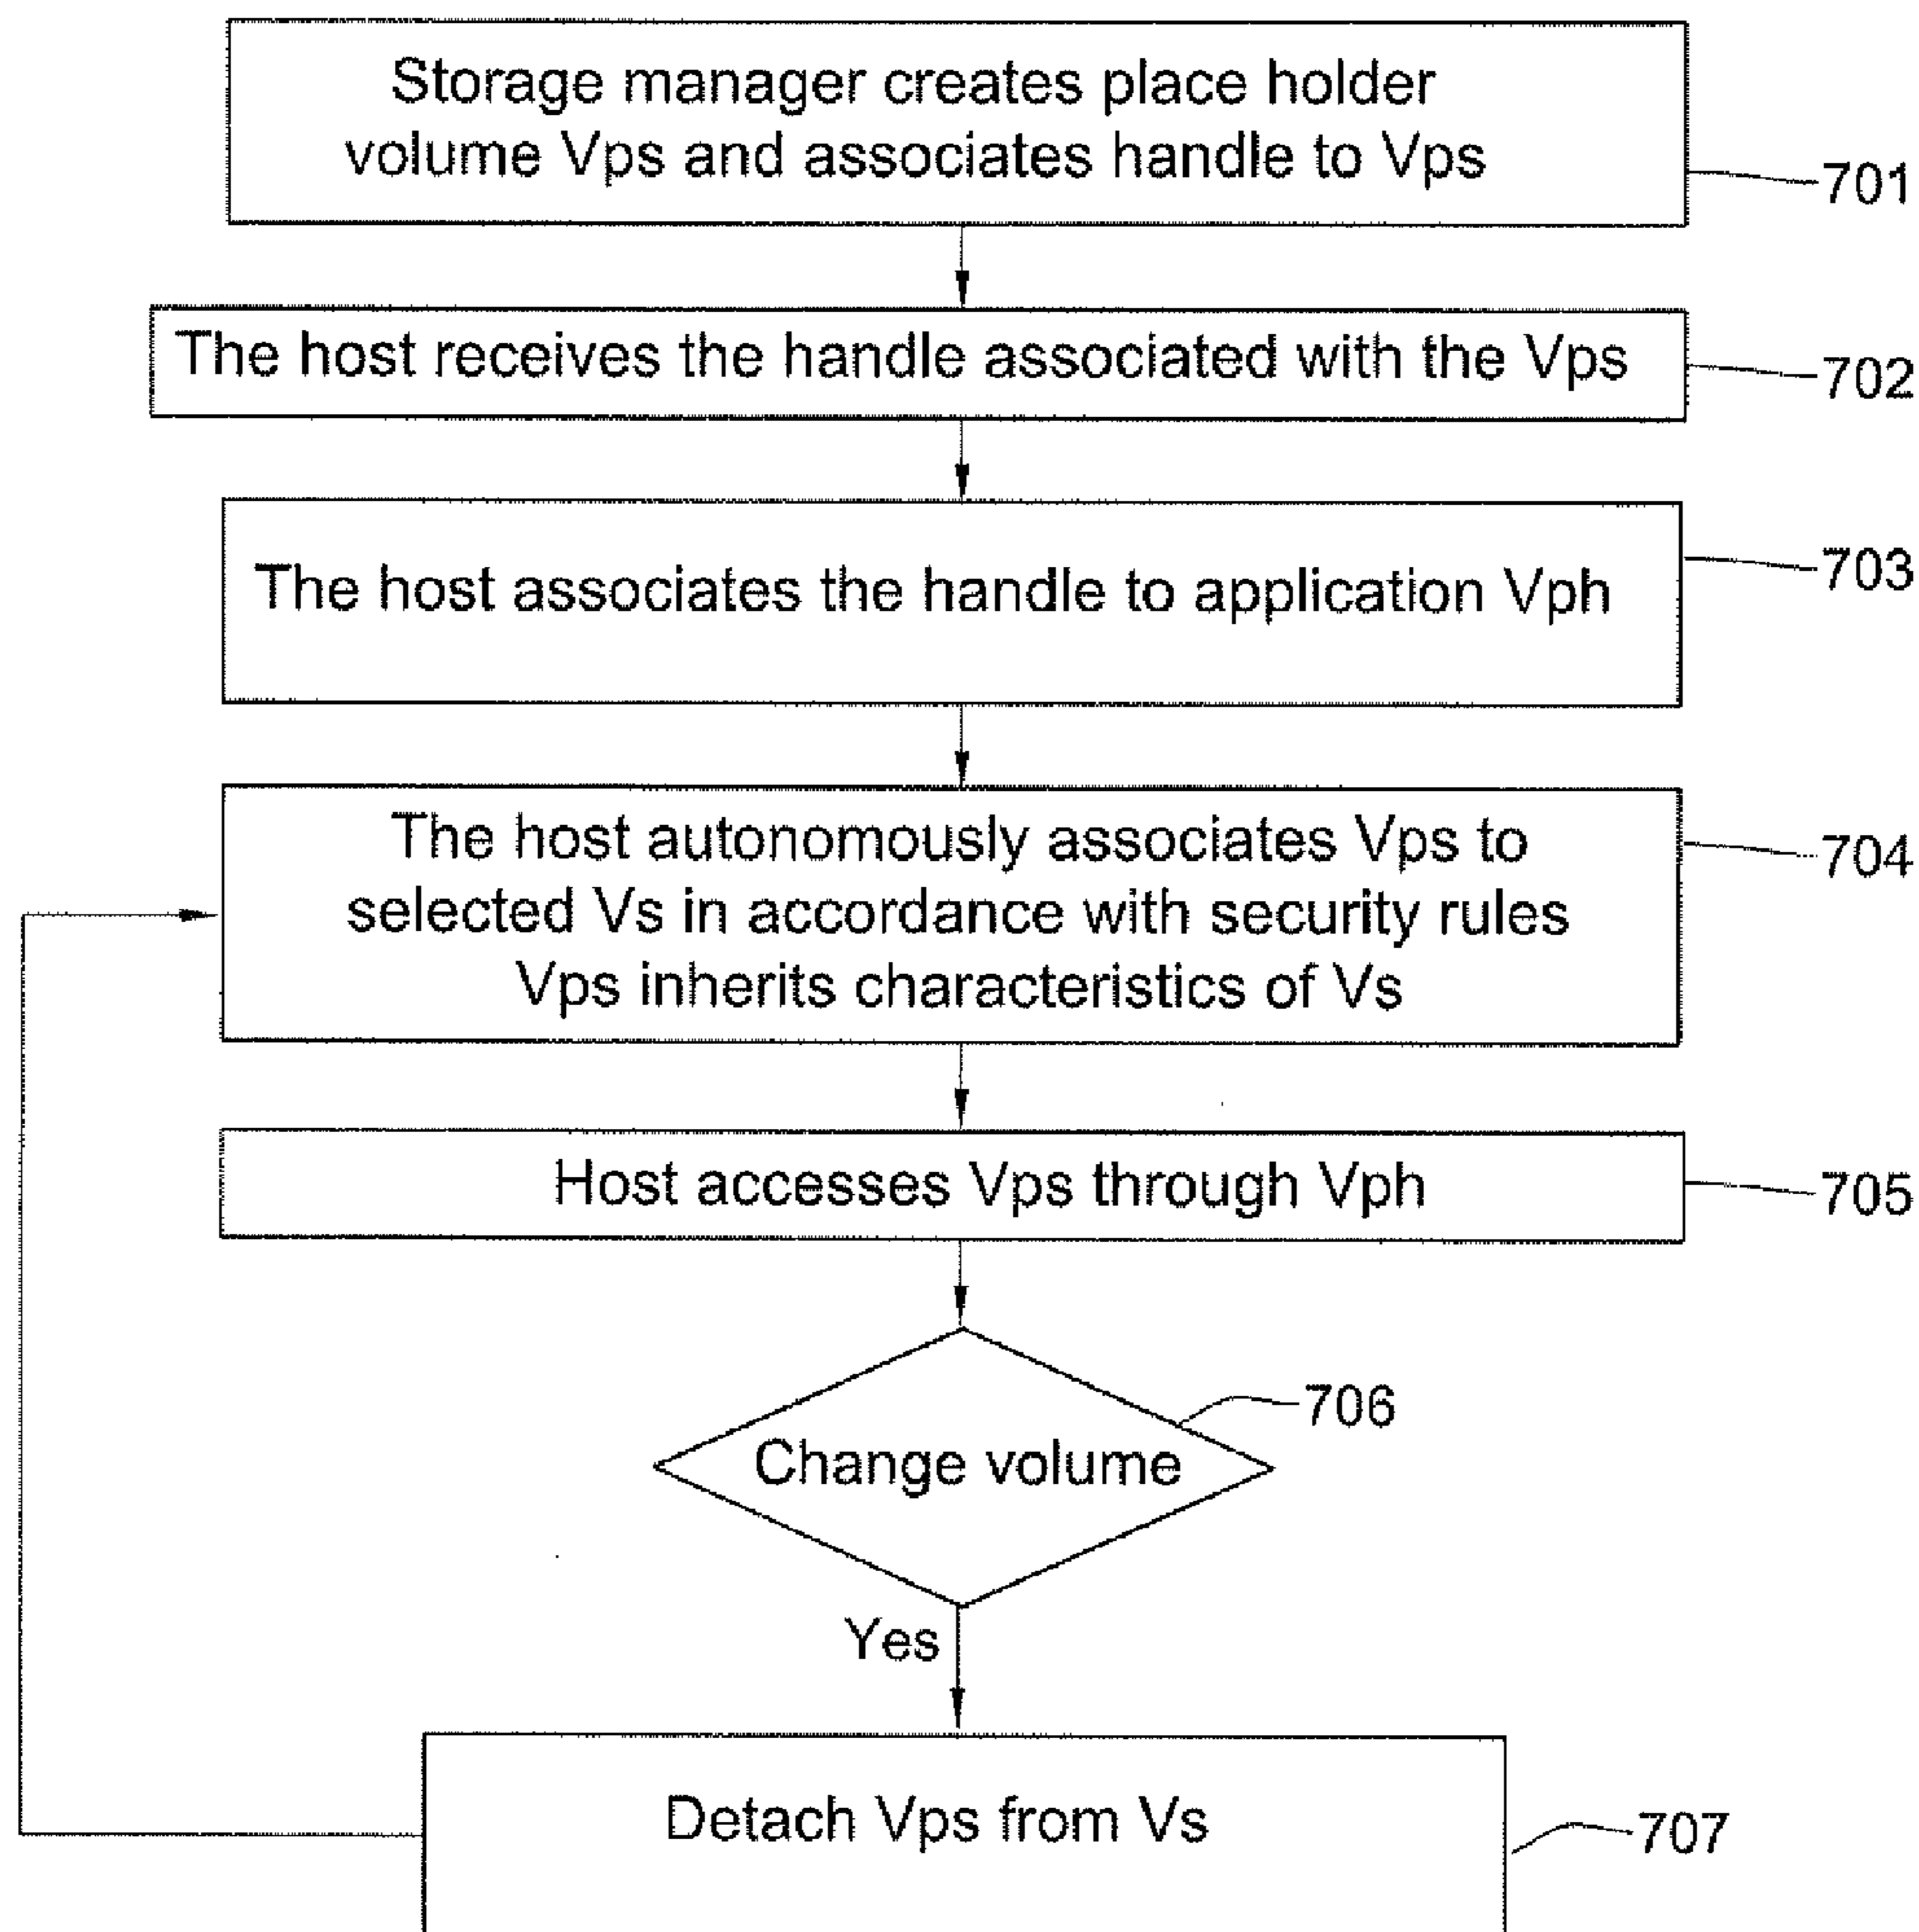 Storage manager creates place holder
volume Vps and associates handle to Vps
701
The host receives the handle associated with the Vps
702
The host associates the handle to application Vph
703
The host autonomously associates Vps to
selected Vs in accordance with security rules
Vps inherits characteristics of Vs
704
Host accesses Vps through Vph
705
706
Change volume
Yes
Detach Vps from Vs
707